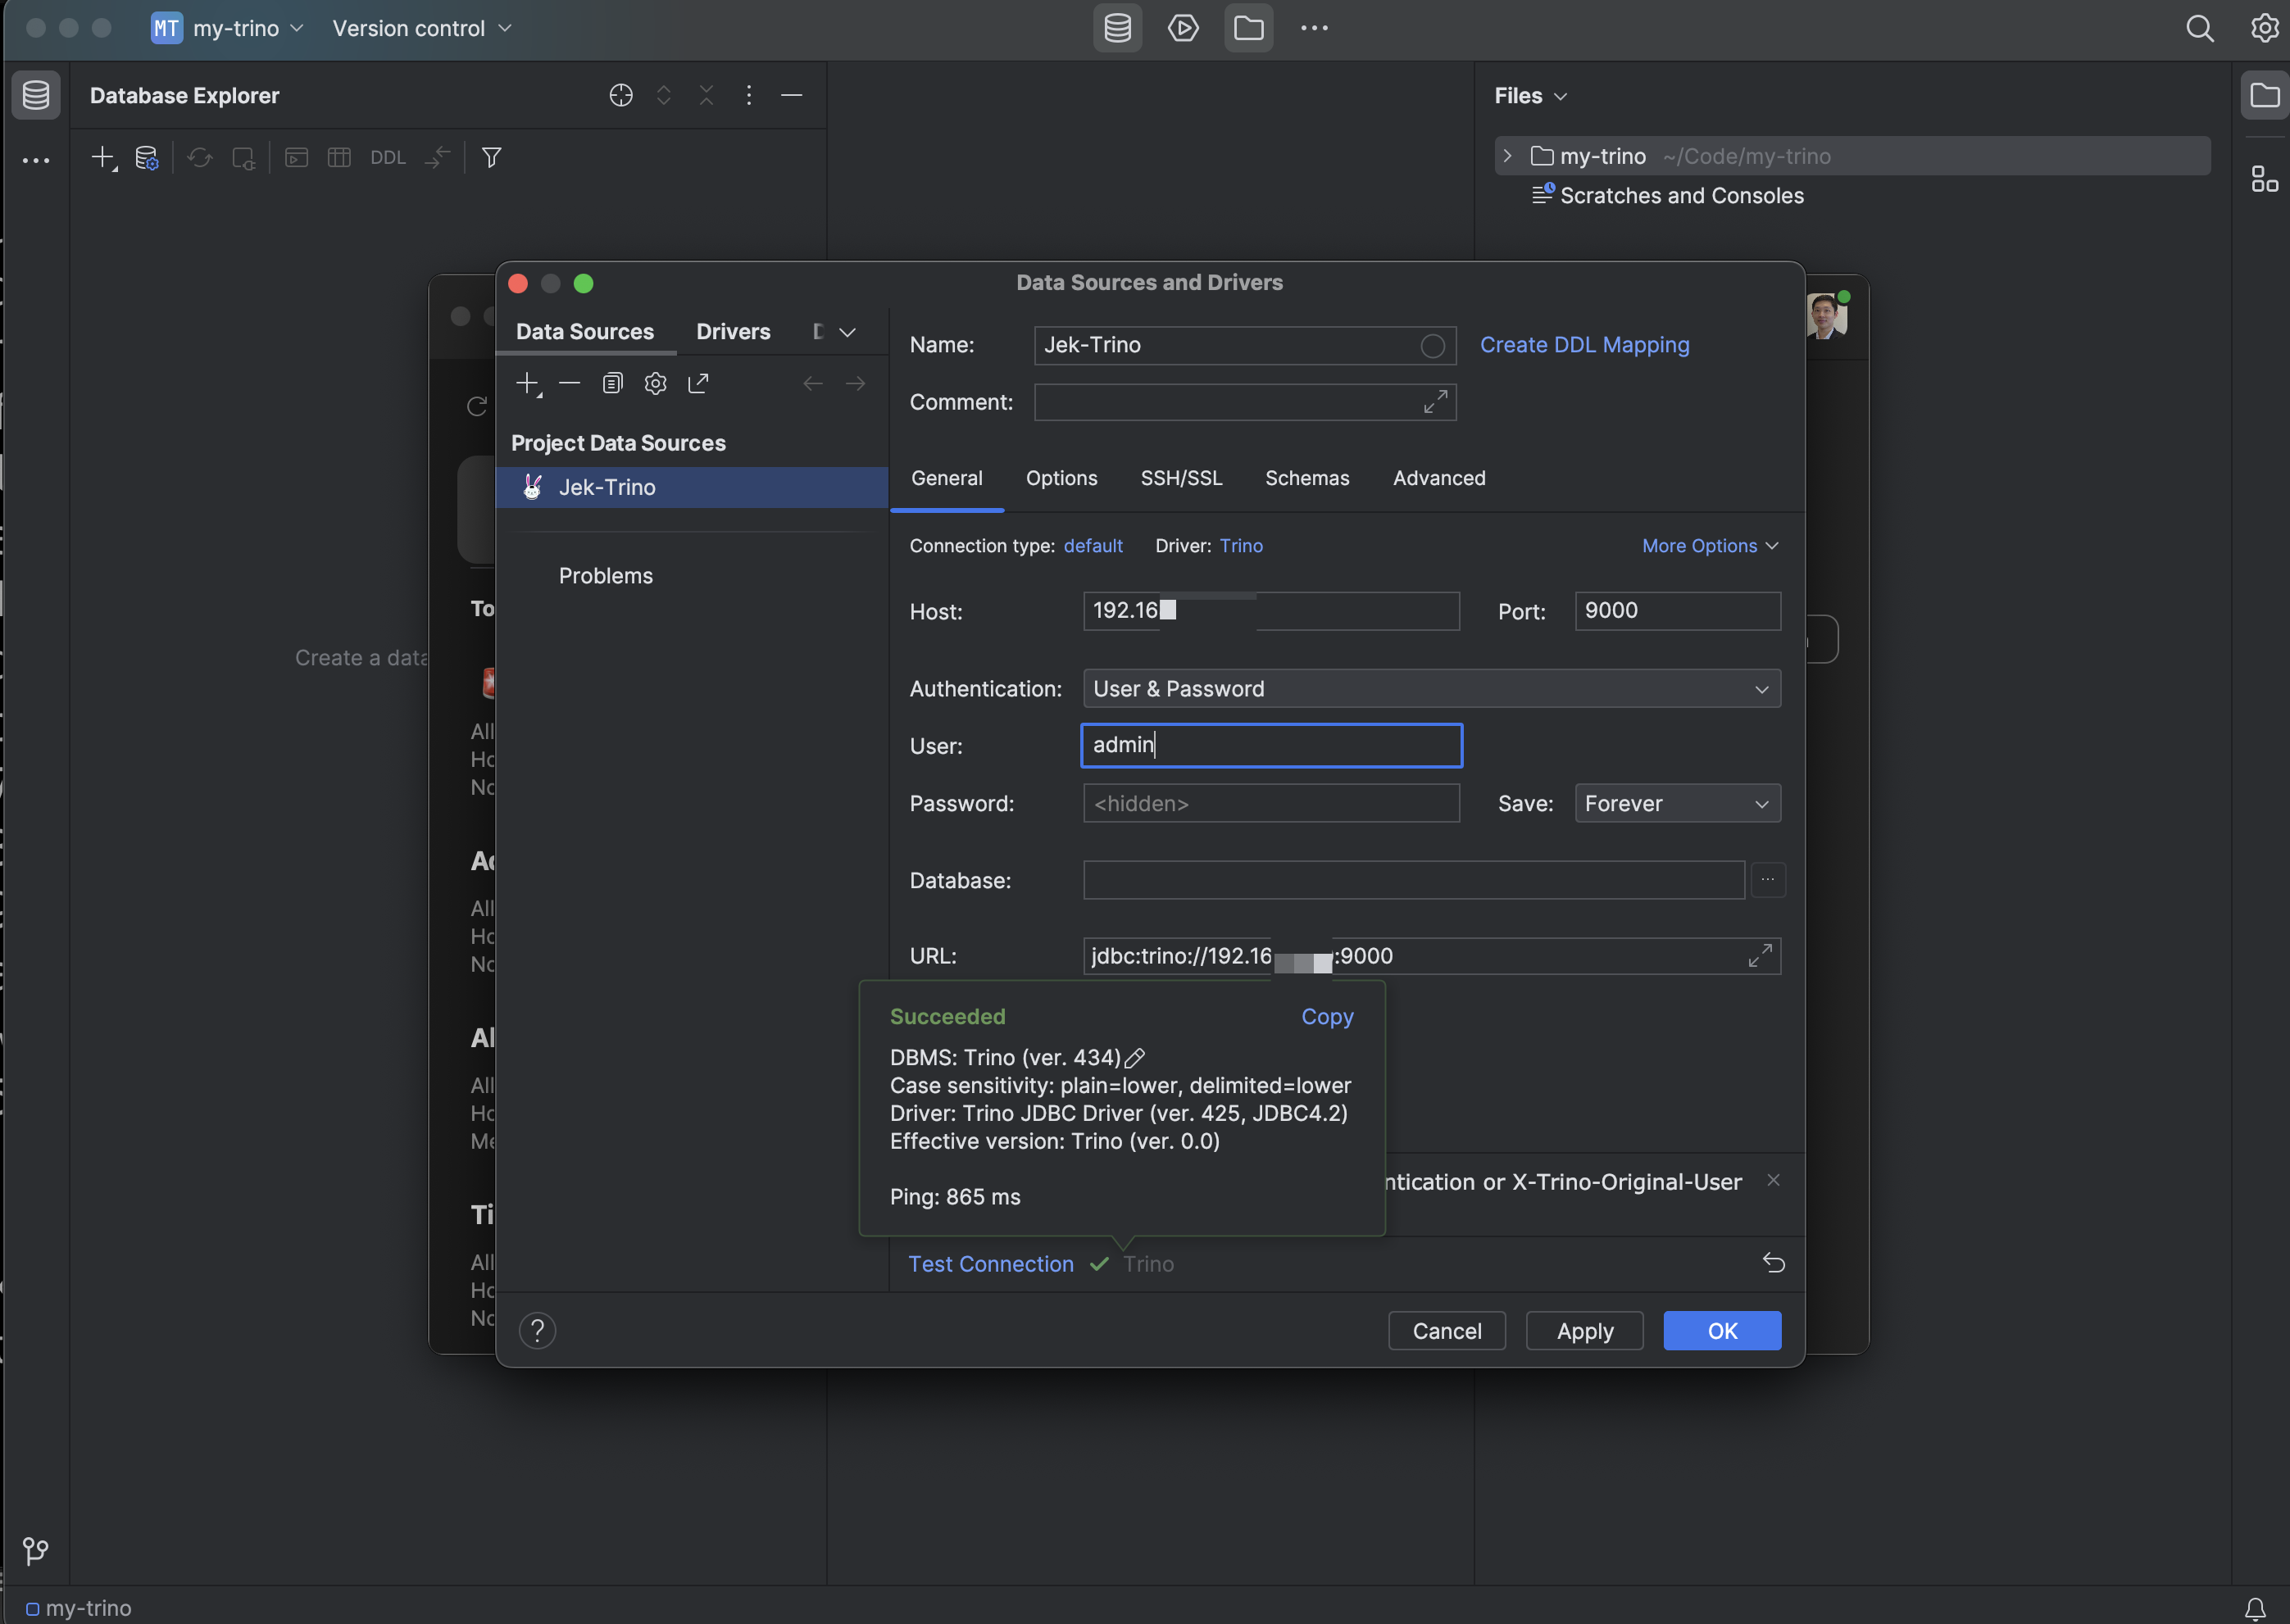 MT my-trino Version control
Database Explorer
DDL
Files
my-trino ~/Code/my-trino
Scratches and Consoles
Create a data
To
All
Ho
No
All
Ho
No
All
Ho
Me
Ti
All
Ho
No
Data Sources and Drivers
Data Sources Drivers
Project Data Sources
Jek-Trino
Problems
Name: Jek-Trino Create DDL Mapping
Comment:
General Options SSH/SSL Schemas Advanced
Connection type: default Driver: Trino More Options
Host: 192.16 Port: 9000
Authentication: User & Password
User: admin
Password: <hidden> Save: Forever
Database:
URL: jdbc:trino://192.16 :9000
Succeeded Copy
DBMS: Trino (ver. 434)
Case sensitivity: plain=lower, delimited=lower
Driver: Trino JDBC Driver (ver. 425, JDBC4.2)
Effective version: Trino (ver. 0.0)
Ping: 865 ms
ntication or X-Trino-Original-User
Test Connection Trino
? Cancel Apply OK
my-trino